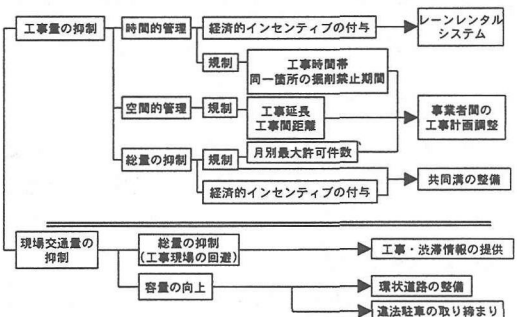 工事量の抑制
時間的管理
経済的インセンティブの付与
レーンレンタル
システム
規制
工事時間帯
同一箇所の掘削禁止期間
空間的管理
規制
工事延長
工事間距離
事業者間の
工事計画調整
総量の抑制
規制
月別最大許可件数
経済的インセンティブの付与
共同溝の整備
現場交通量の
抑制
総量の抑制
(工事現場の回避)
工事・渋滞情報の提供
容量の向上
環状道路の整備
違法駐車の取り締まり